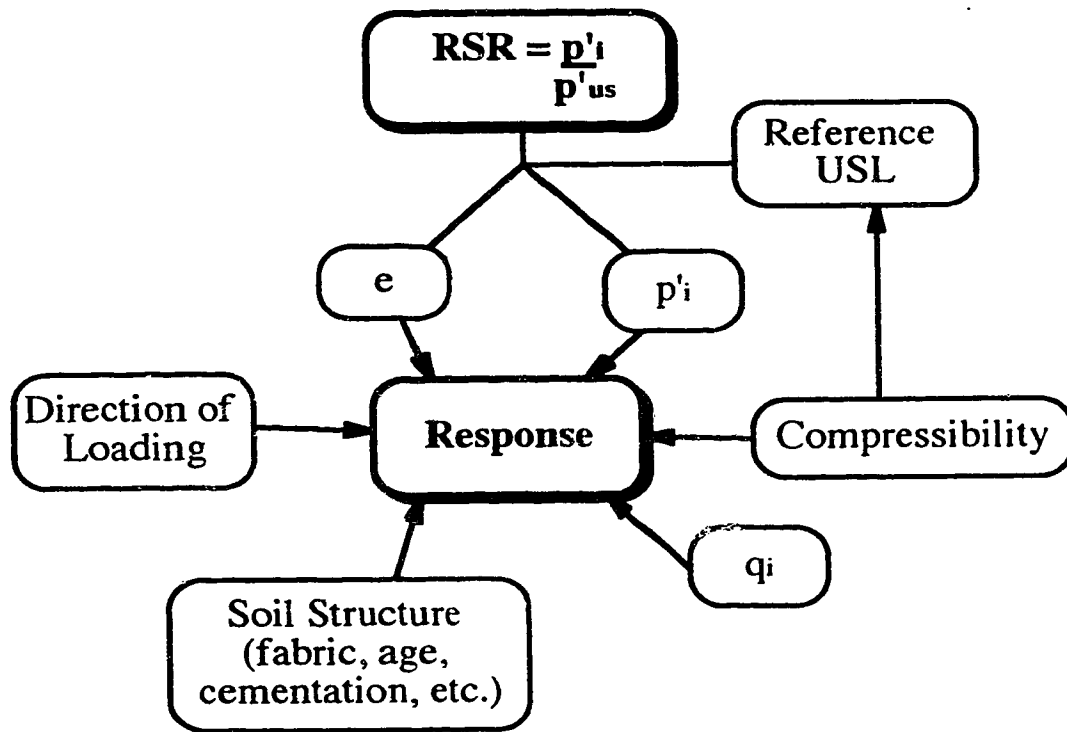 RSR = p'i
p'us
Reference
USL
e
p'i
Direction of
Loading
Response
Compressibility
qi
Soil Structure
(fabric, age,
cementation, etc.)